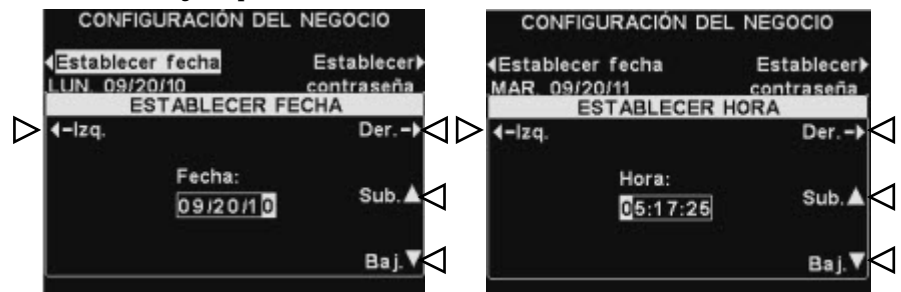 CONFIGURACIÓN DEL NEGOCIO
Establecer fecha Establecer
LUN. 09/20/10 contraseña
ESTABLECER FECHA
-Izq. Der.-
Fecha:
09/20/10
Sub.
Baj.
CONFIGURACIÓN DEL NEGOCIO
Establecer fecha Establecer
MAR. 09/20/11 contraseña
ESTABLECER HORA
-Izq. Der.-
Hora:
05:17:25
Sub.
Baj.